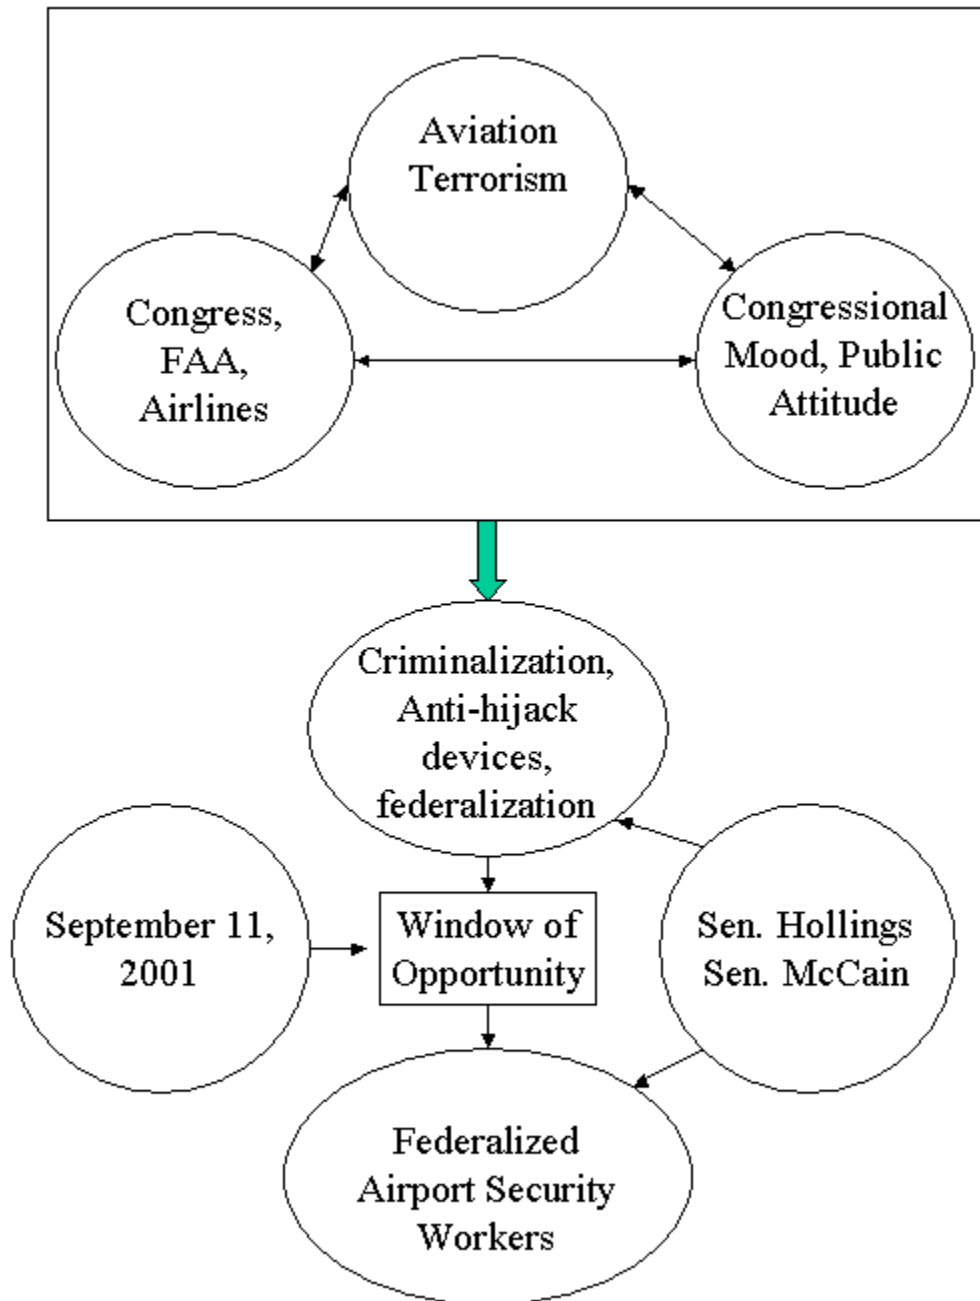 Aviation
Terrorism
Congress,
FAA,
Airlines
Congressional
Mood, Public
Attitude
Criminalization,
Anti-hijack
devices,
federalization
September 11,
2001
Window of
Opportunity
Sen. Hollings
Sen. McCain
Federalized
Airport Security
Workers